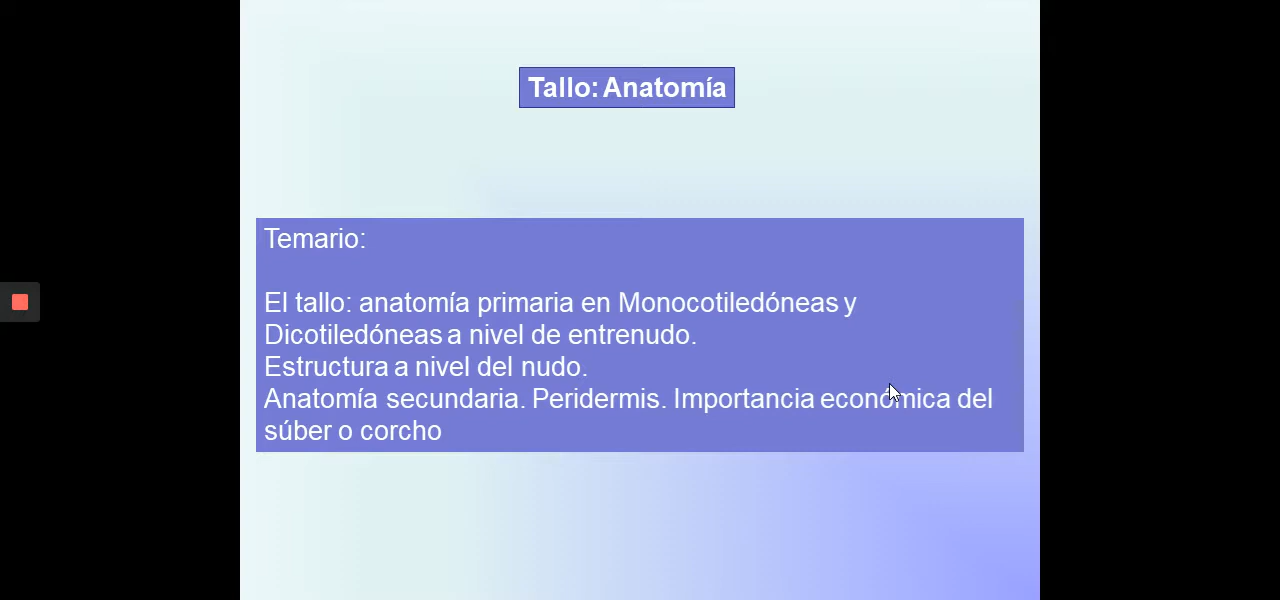 Tallo: Anatomía
Temario:
El tallo: anatomía primaria en Monocotiledóneas y
Dicotiledóneas a nivel de entrenudo.
Estructura a nivel del nudo.
Anatomía secundaria. Peridermis. Importancia económica del
súber o corcho